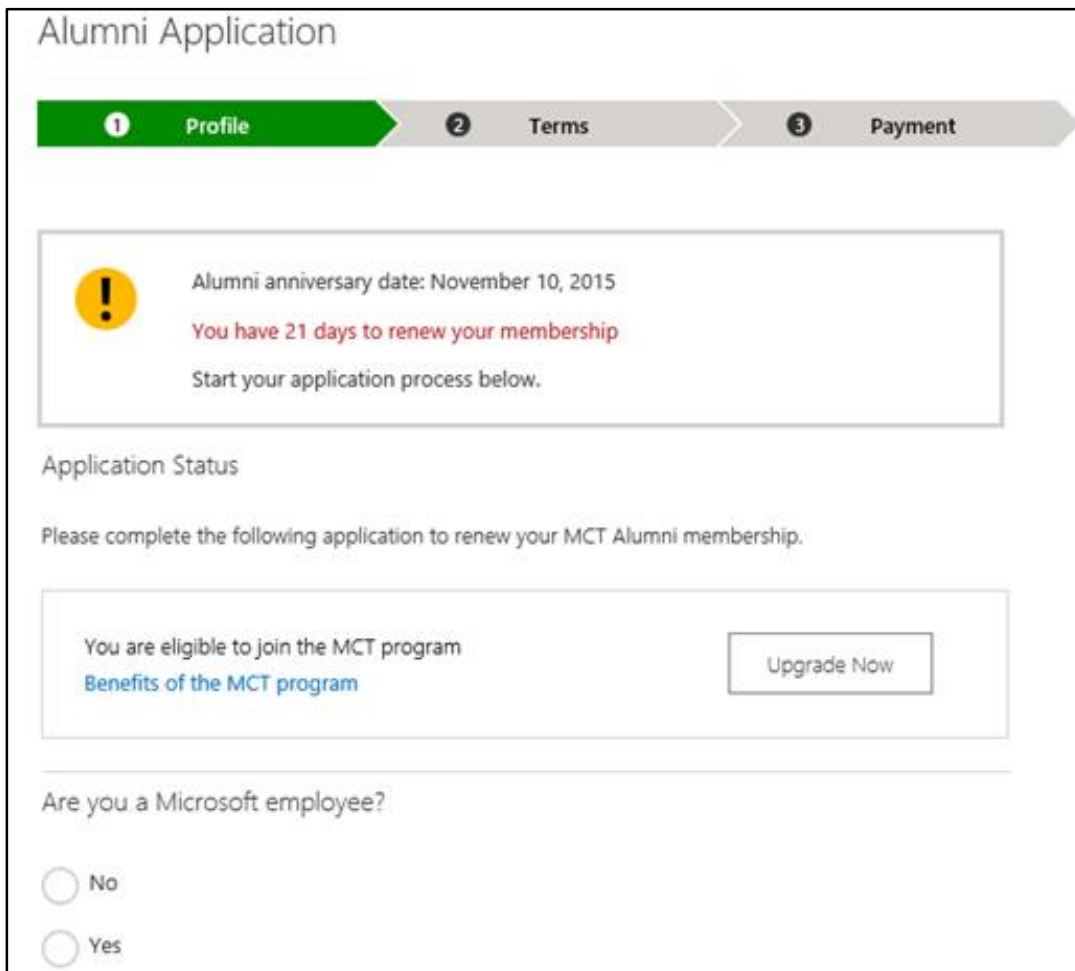 Alumni Application
1 Profile 2 Terms 3 Payment
! Alumni anniversary date: November 10, 2015
You have 21 days to renew your membership
Start your application process below.
Application Status
Please complete the following application to renew your MCT Alumni membership.
You are eligible to join the MCT program
Benefits of the MCT program
Upgrade Now
Are you a Microsoft employee?
No
Yes